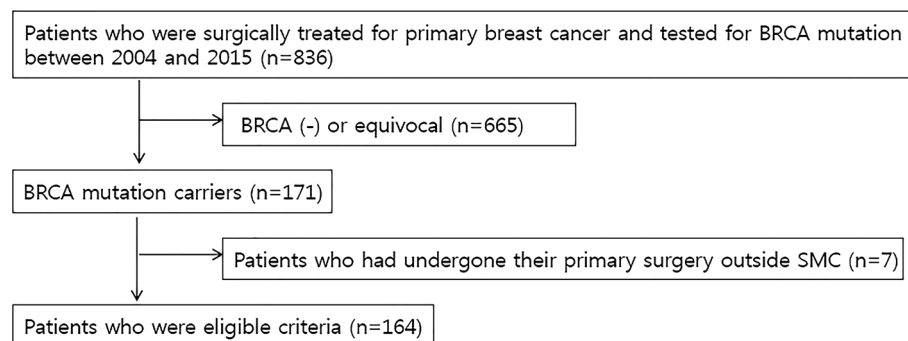 Patients who were surgically treated for primary breast cancer and tested for BRCA mutation
between 2004 and 2015 (n=836)
BRCA (-) or equivocal (n=665)
BRCA mutation carriers (n=171)
Patients who had undergone their primary surgery outside SMC (n=7)
Patients who were eligible criteria (n=164)